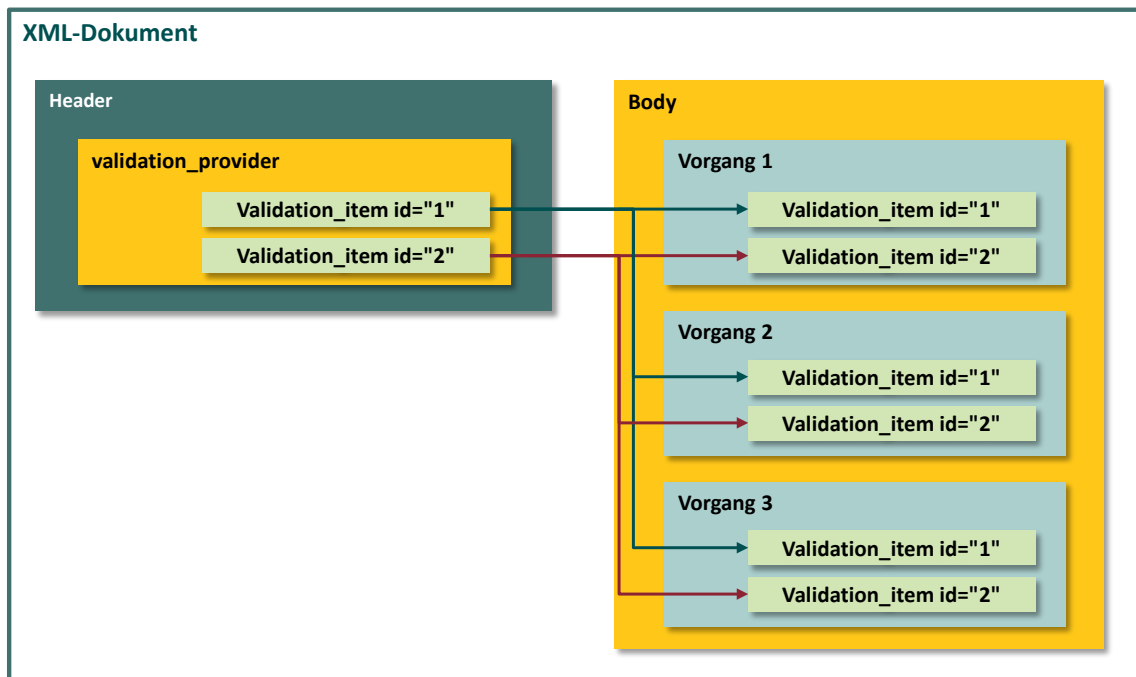 XML-Dokument
Header
validation_provider
Validation_item id="1"
Validation_item id="2"
Body
Vorgang 1
Validation_item id="1"
Validation_item id="2"
Vorgang 2
Validation_item id="1"
Validation_item id="2"
Vorgang 3
Validation_item id="1"
Validation_item id="2"